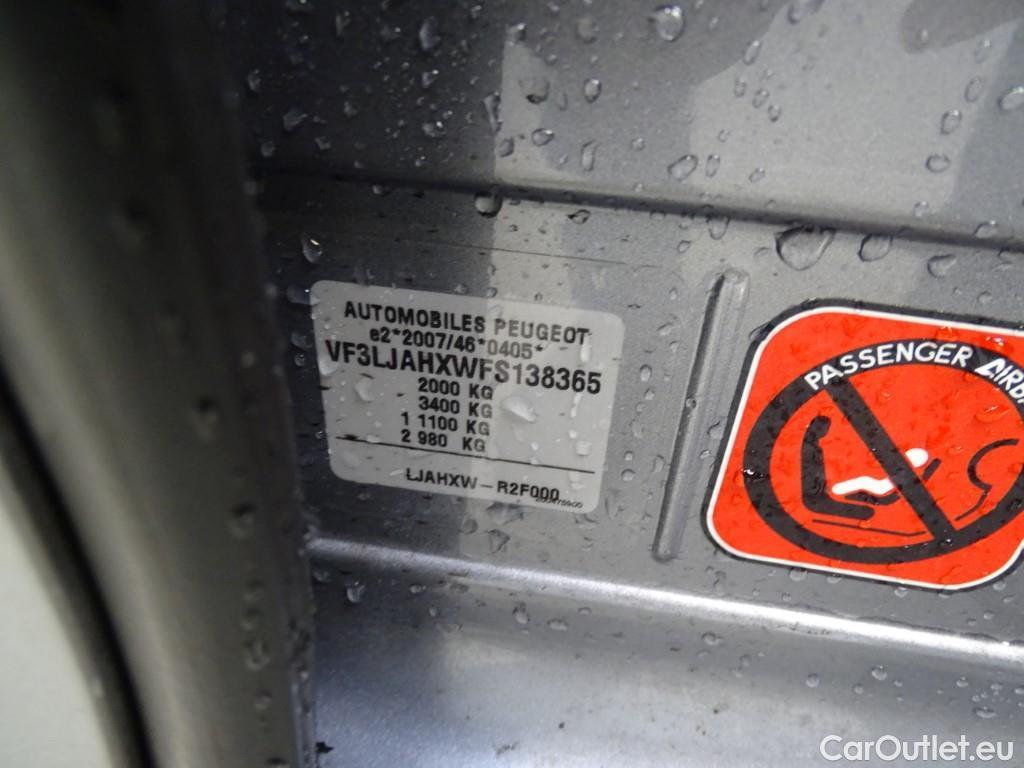 AUTOMOBILES PEUGEOT
e2*2007/46*0405*
VF3LJAHXWFS138365
2000 KG
3400 KG
1 1100 KG
2 980 KG
LJAHXW-R2F000
PASSENGER
CarOutlet.eu